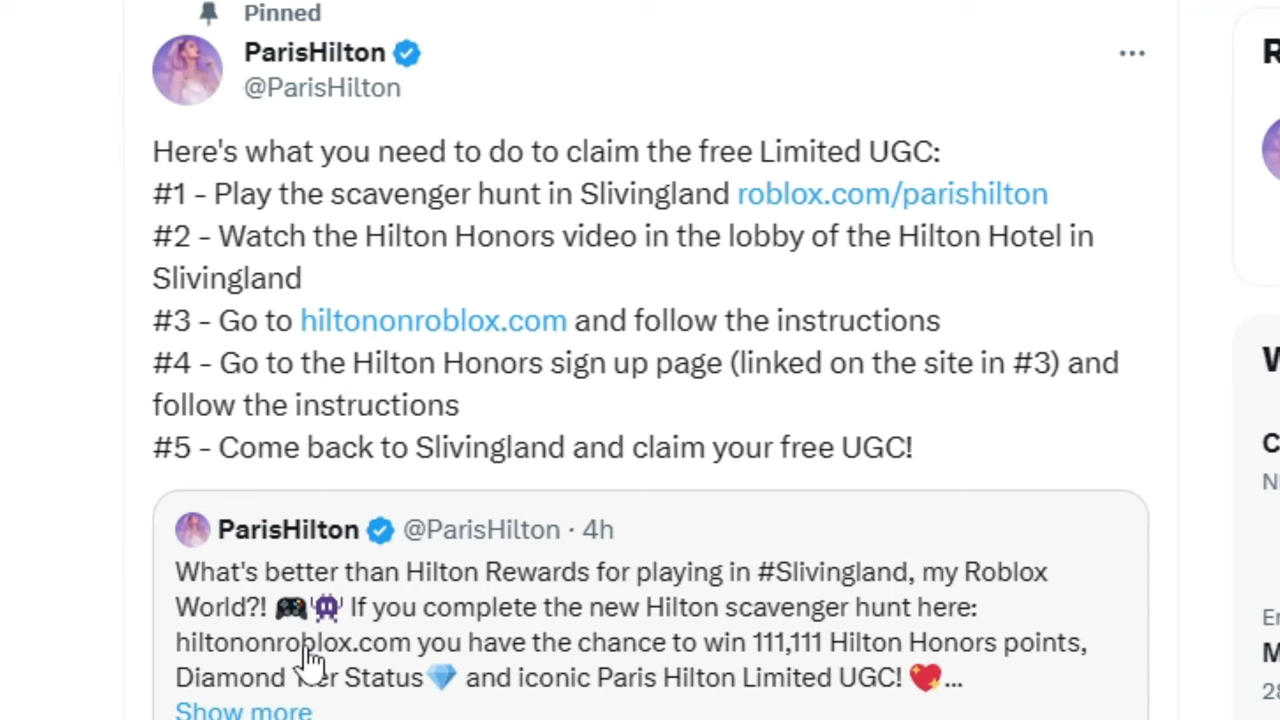 Pinned
ParisHilton
@ParisHilton
Here's what you need to do to claim the free Limited UGC:
#1 - Play the scavenger hunt in Slivingland roblox.com/parishilton
#2 - Watch the Hilton Honors video in the lobby of the Hilton Hotel in
Slivingland
#3 - Go to hiltononroblox.com and follow the instructions
#4 - Go to the Hilton Honors sign up page (linked on the site in #3) and
follow the instructions
#5 - Come back to Slivingland and claim your free UGC!
ParisHilton @ParisHilton · 4h
What's better than Hilton Rewards for playing in #Slivingland, my Roblox
World?! 🎮👾 If you complete the new Hilton scavenger hunt here:
hiltononroblox.com you have the chance to win 111,111 Hilton Honors points,
Diamond Tier Status💎 and iconic Paris Hilton Limited UGC! 💖...
Show more